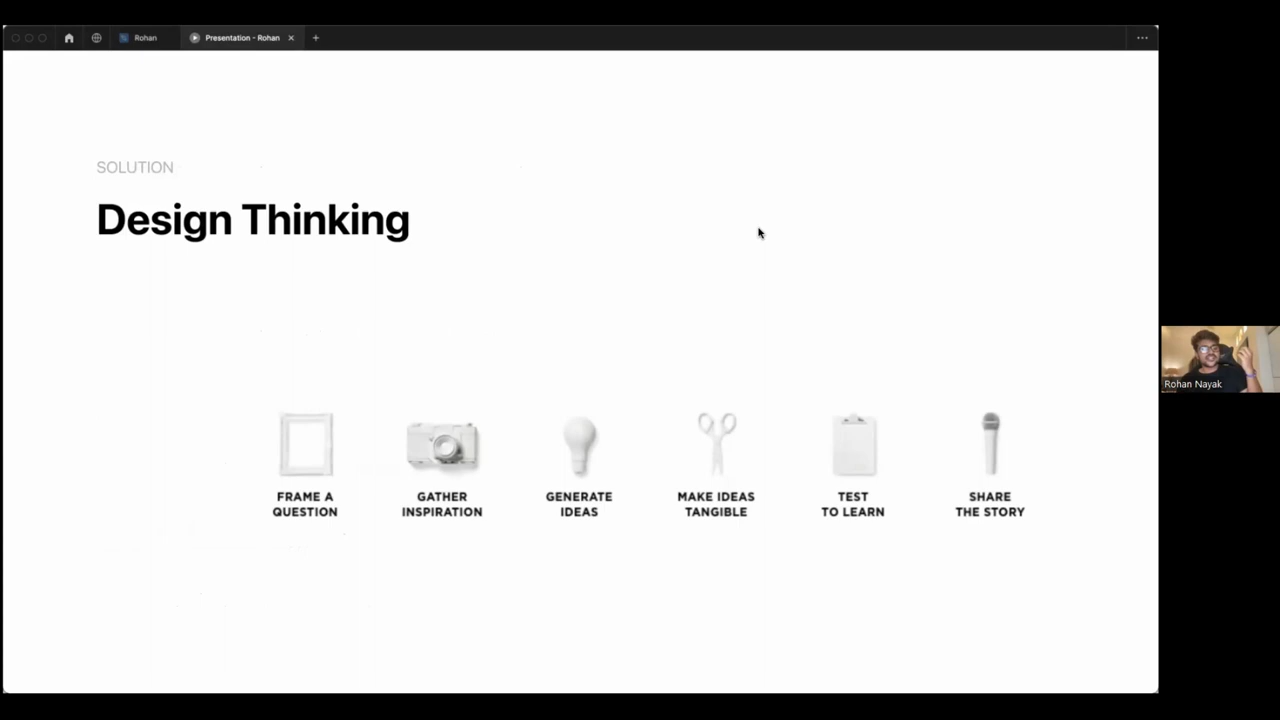 Rohan
Presentation - Rohan
SOLUTION
Design Thinking
FRAME A
QUESTION
GATHER
INSPIRATION
GENERATE
IDEAS
MAKE IDEAS
TANGIBLE
TEST
TO LEARN
SHARE
THE STORY
Rohan Nayak